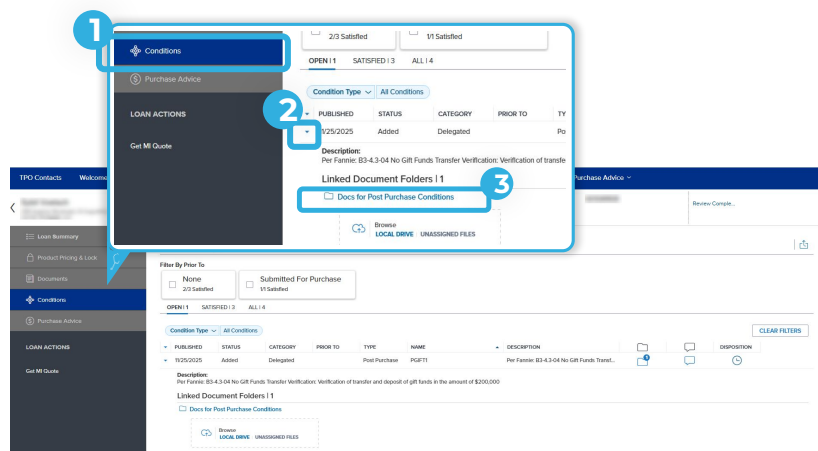 1
Conditions
Purchase Advice
LOAN ACTIONS
Get MI Quote
2/3 Satisfied
1/1 Satisfied
OPEN | 1 SATISFIED | 3 ALL | 4
Condition Type All Conditions
2
PUBLISHED STATUS CATEGORY PRIOR TO TY
1/25/2025 Added Delegated Po
Description:
Per Fannie: B3-4.3-04 No Gift Funds Transfer Verification: Verification of transfe
Linked Document Folders | 1
3
Docs for Post Purchase Conditions
Browse
LOCAL DRIVE UNASSIGNED FILES
TPO Contacts Welcome
Purchase Advice
Review Comple...
Loan Summary
Product Pricing & Lock
Documents
Conditions
Purchase Advice
LOAN ACTIONS
Get MI Quote
Filter By Prior To
None
2/3 Satisfied
Submitted For Purchase
1/1 Satisfied
OPEN | 1 SATISFIED | 3 ALL | 4
Condition Type All Conditions
CLEAR FILTERS
PUBLISHED STATUS CATEGORY PRIOR TO TYPE NAME DESCRIPTION DISPOSITION
11/25/2025 Added Delegated Post Purchase PGIFT1 Per Fannie: B3-4.3-04 No Gift Funds Transf...
Description:
Per Fannie: B3-4.3-04 No Gift Funds Transfer Verification: Verification of transfer and deposit of gift funds in the amount of $200,000
Linked Document Folders | 1
Docs for Post Purchase Conditions
Browse
LOCAL DRIVE UNASSIGNED FILES